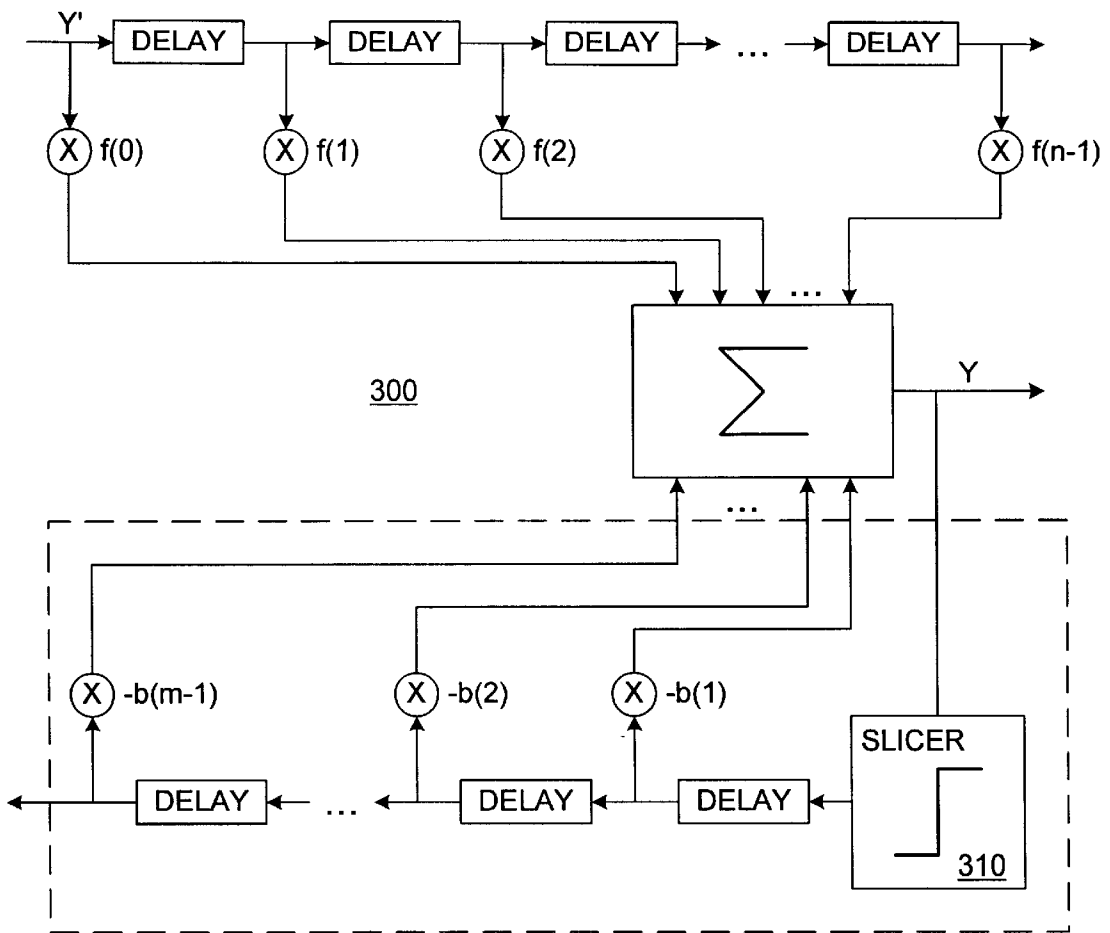 Y'
DELAY DELAY DELAY ... DELAY
X f(0) X f(1) X f(2) X f(n-1)
...
Σ
Y
300
...
X -b(m-1) X -b(2) X -b(1)
SLICER
DELAY ... DELAY DELAY
310